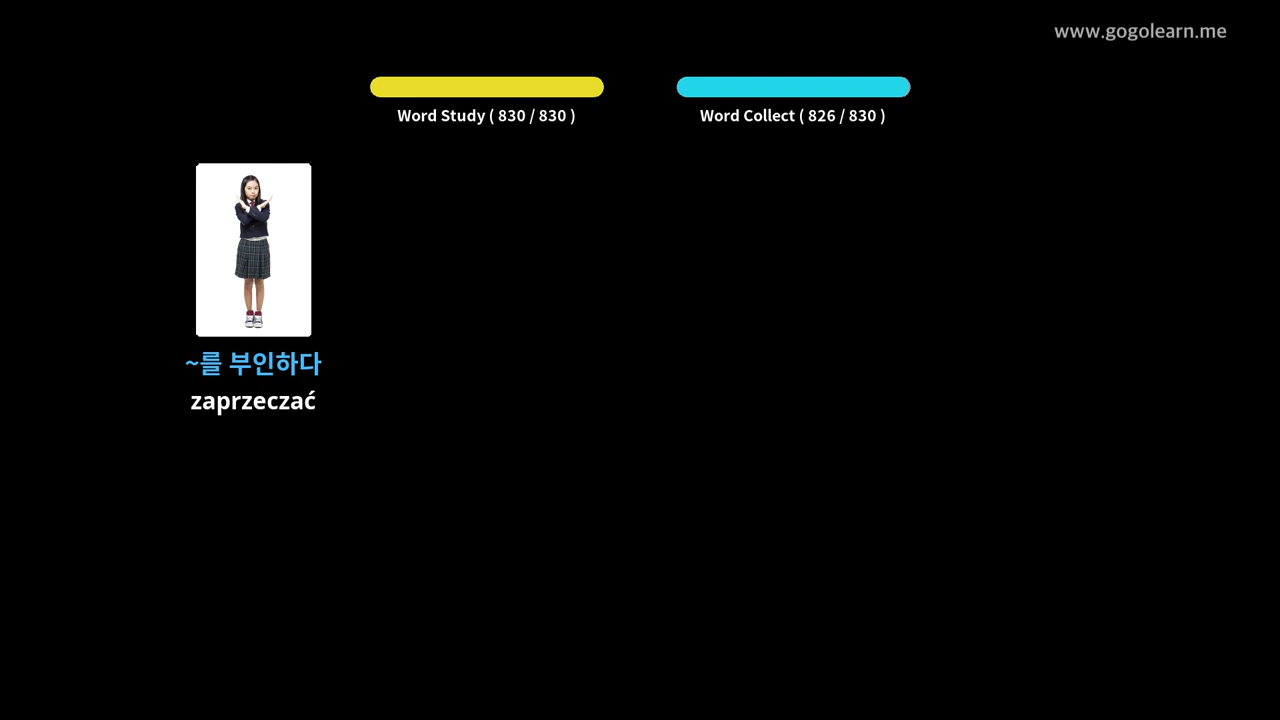 www.gogolearn.me
Word Study ( 830 / 830 )
Word Collect ( 826 / 830 )
~를 부인하다
zaprzeczać